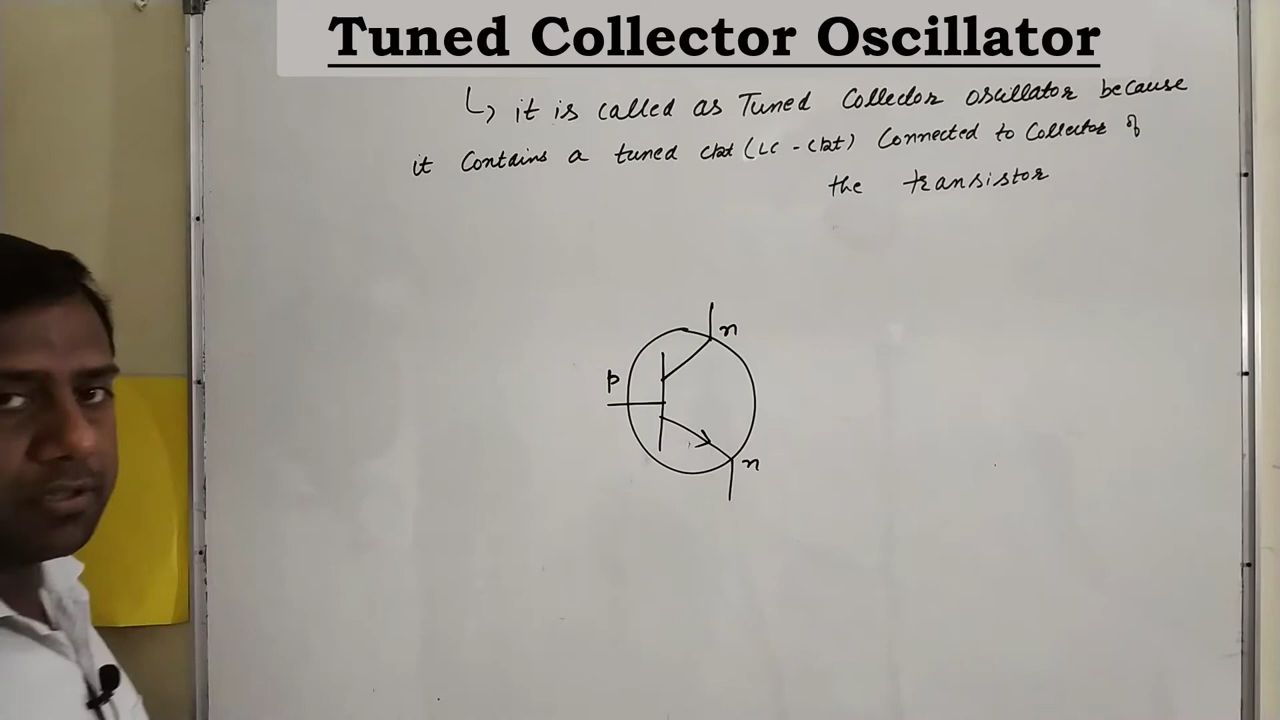 Tuned Collector Oscillator
↳ it is called as Tuned Collector oscillator because
it contains a tuned ckt (LC - ckt) Connected to Collector of
the transistor
n
p
n